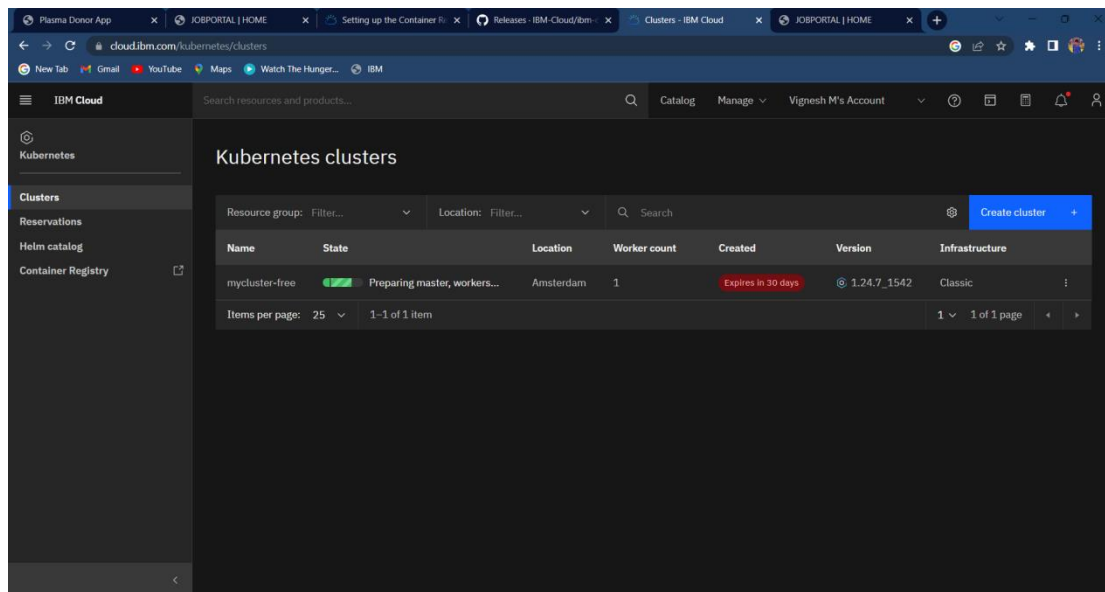 Plasma Donor App
JOBPORTAL | HOME
Setting up the Container Re
Releases · IBM-Cloud/ibm-c
Clusters - IBM Cloud
JOBPORTAL | HOME
cloud.ibm.com/kubernetes/clusters
New Tab Gmail YouTube Maps Watch The Hunger... IBM
IBM Cloud
Search resources and products...
Catalog Manage Vignesh M's Account
Kubernetes
Clusters
Reservations
Helm catalog
Container Registry
Kubernetes clusters
Resource group: Filter... Location: Filter... Search Create cluster +
Name State Location Worker count Created Version Infrastructure
mycluster-free Preparing master, workers... Amsterdam 1 Expires in 30 days 1.24.7_1542 Classic
Items per page: 25 1–1 of 1 item 1 1 of 1 page